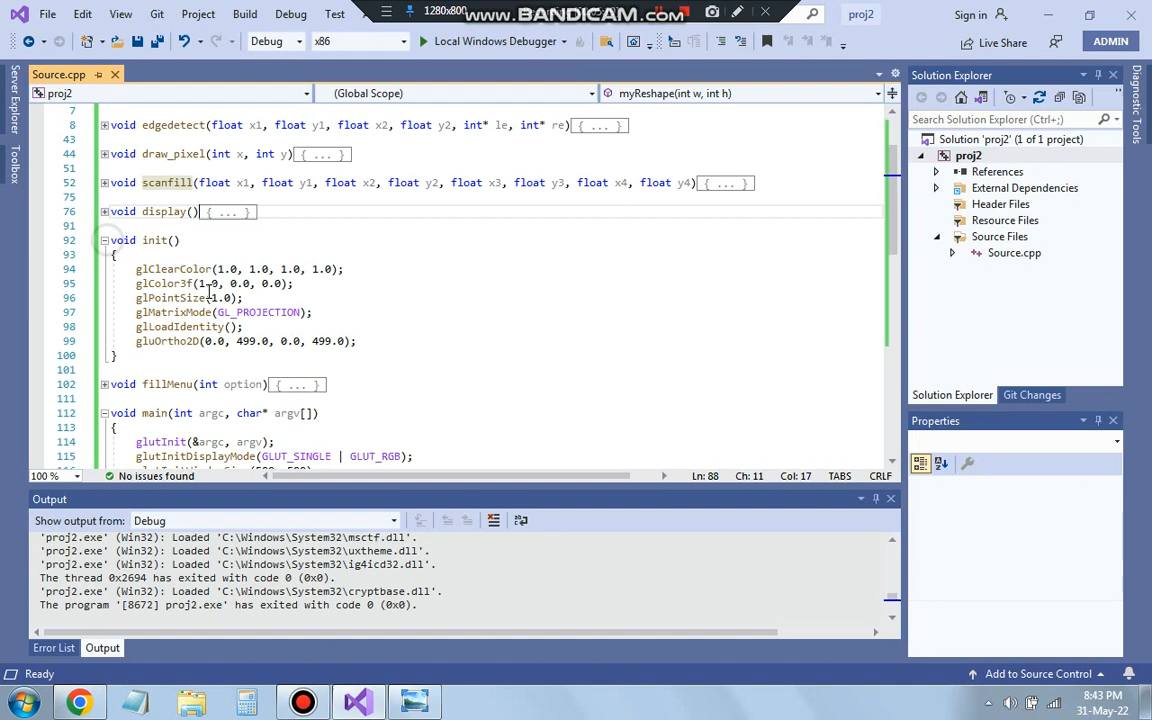 File Edit View Git Project Build Debug Test 1280x800 www.BANDICAM.com proj2 Sign in
Debug x86 Local Windows Debugger Live Share ADMIN
Source.cpp
proj2 (Global Scope) myReshape(int w, int h)
7
8 void edgedetect(float x1, float y1, float x2, float y2, int* le, int* re){ ... }
43
44 void draw_pixel(int x, int y){ ... }
51
52 void scanfill(float x1, float y1, float x2, float y2, float x3, float y3, float x4, float y4){ ... }
75
76 void display(){ ... }
91
92 void init()
93 {
94 glClearColor(1.0, 1.0, 1.0, 1.0);
95 glColor3f(1.0, 0.0, 0.0);
96 glPointSize(1.0);
97 glMatrixMode(GL_PROJECTION);
98 glLoadIdentity();
99 gluOrtho2D(0.0, 499.0, 0.0, 499.0);
100 }
101
102 void fillMenu(int option){ ... }
111
112 void main(int argc, char* argv[])
113 {
114 glutInit(&argc, argv);
115 glutInitDisplayMode(GLUT_SINGLE | GLUT_RGB);
100 % No issues found Ln: 88 Ch: 11 Col: 17 TABS CRLF
Output
Show output from: Debug
'proj2.exe' (Win32): Loaded 'C:\Windows\System32\msctf.dll'.
'proj2.exe' (Win32): Loaded 'C:\Windows\System32\uxtheme.dll'.
'proj2.exe' (Win32): Loaded 'C:\Windows\System32\ig4icd32.dll'.
The thread 0x2694 has exited with code 0 (0x0).
'proj2.exe' (Win32): Loaded 'C:\Windows\System32\cryptbase.dll'.
The program '[8672] proj2.exe' has exited with code 0 (0x0).
Error List Output
Ready Add to Source Control
Server Explorer
Toolbox
Solution Explorer
Search Solution Explorer (Ctrl+;)
Solution 'proj2' (1 of 1 project)
proj2
References
External Dependencies
Header Files
Resource Files
Source Files
Source.cpp
Solution Explorer Git Changes
Properties
Diagnostic Tools
8:43 PM
31-May-22